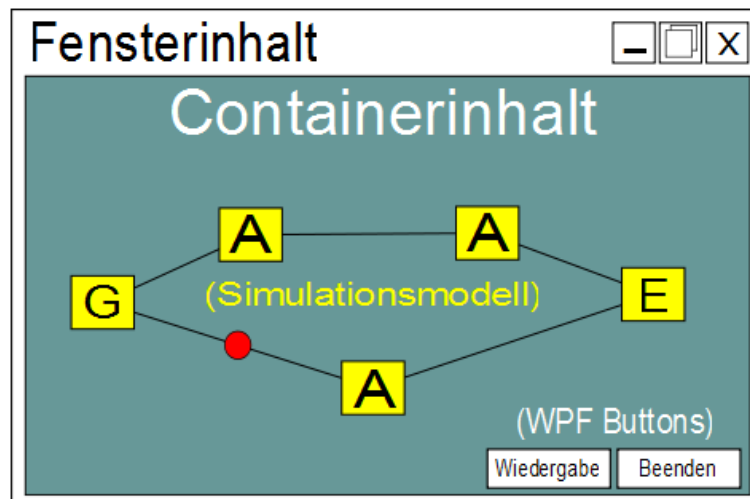 Fensterinhalt
X
Containerinhalt
A
A
G
(Simulationsmodell)
E
A
(WPF Buttons)
Wiedergabe
Beenden